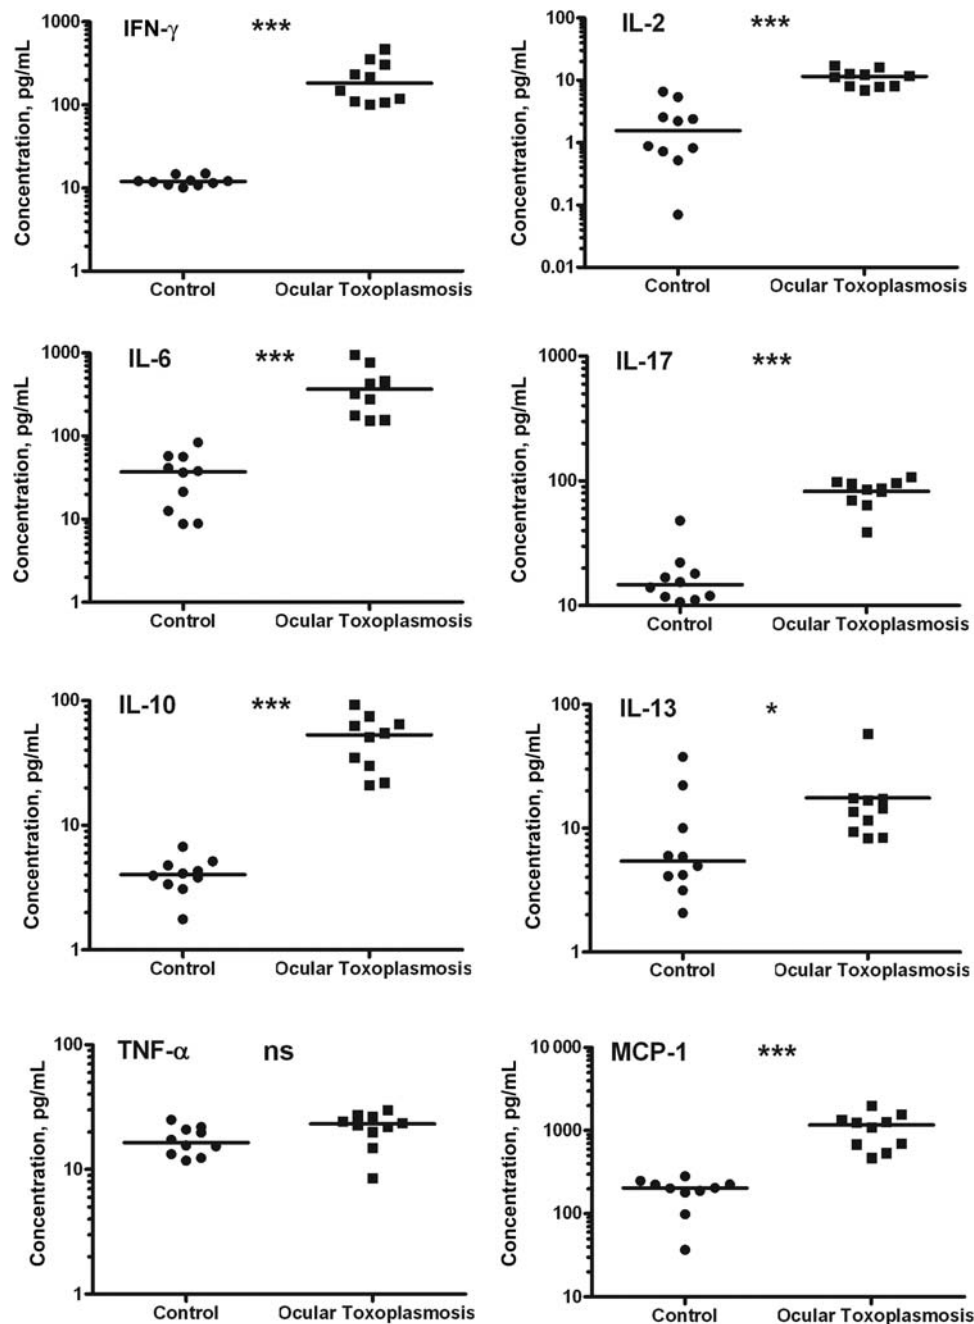 IFN-γ ***
Concentration, pg/mL
1000
100
10
1
Control Ocular Toxoplasmosis
IL-2 ***
Concentration, pg/mL
100
10
1
0.1
0.01
Control Ocular Toxoplasmosis
IL-6 ***
Concentration, pg/mL
1000
100
10
1
Control Ocular Toxoplasmosis
IL-17 ***
Concentration, pg/mL
1000
100
10
Control Ocular Toxoplasmosis
IL-10 ***
Concentration, pg/mL
100
10
1
Control Ocular Toxoplasmosis
IL-13 *
Concentration, pg/mL
100
10
1
Control Ocular Toxoplasmosis
TNF-α ns
Concentration, pg/mL
100
10
1
Control Ocular Toxoplasmosis
MCP-1 ***
Concentration, pg/mL
10 000
1000
100
10
Control Ocular Toxoplasmosis